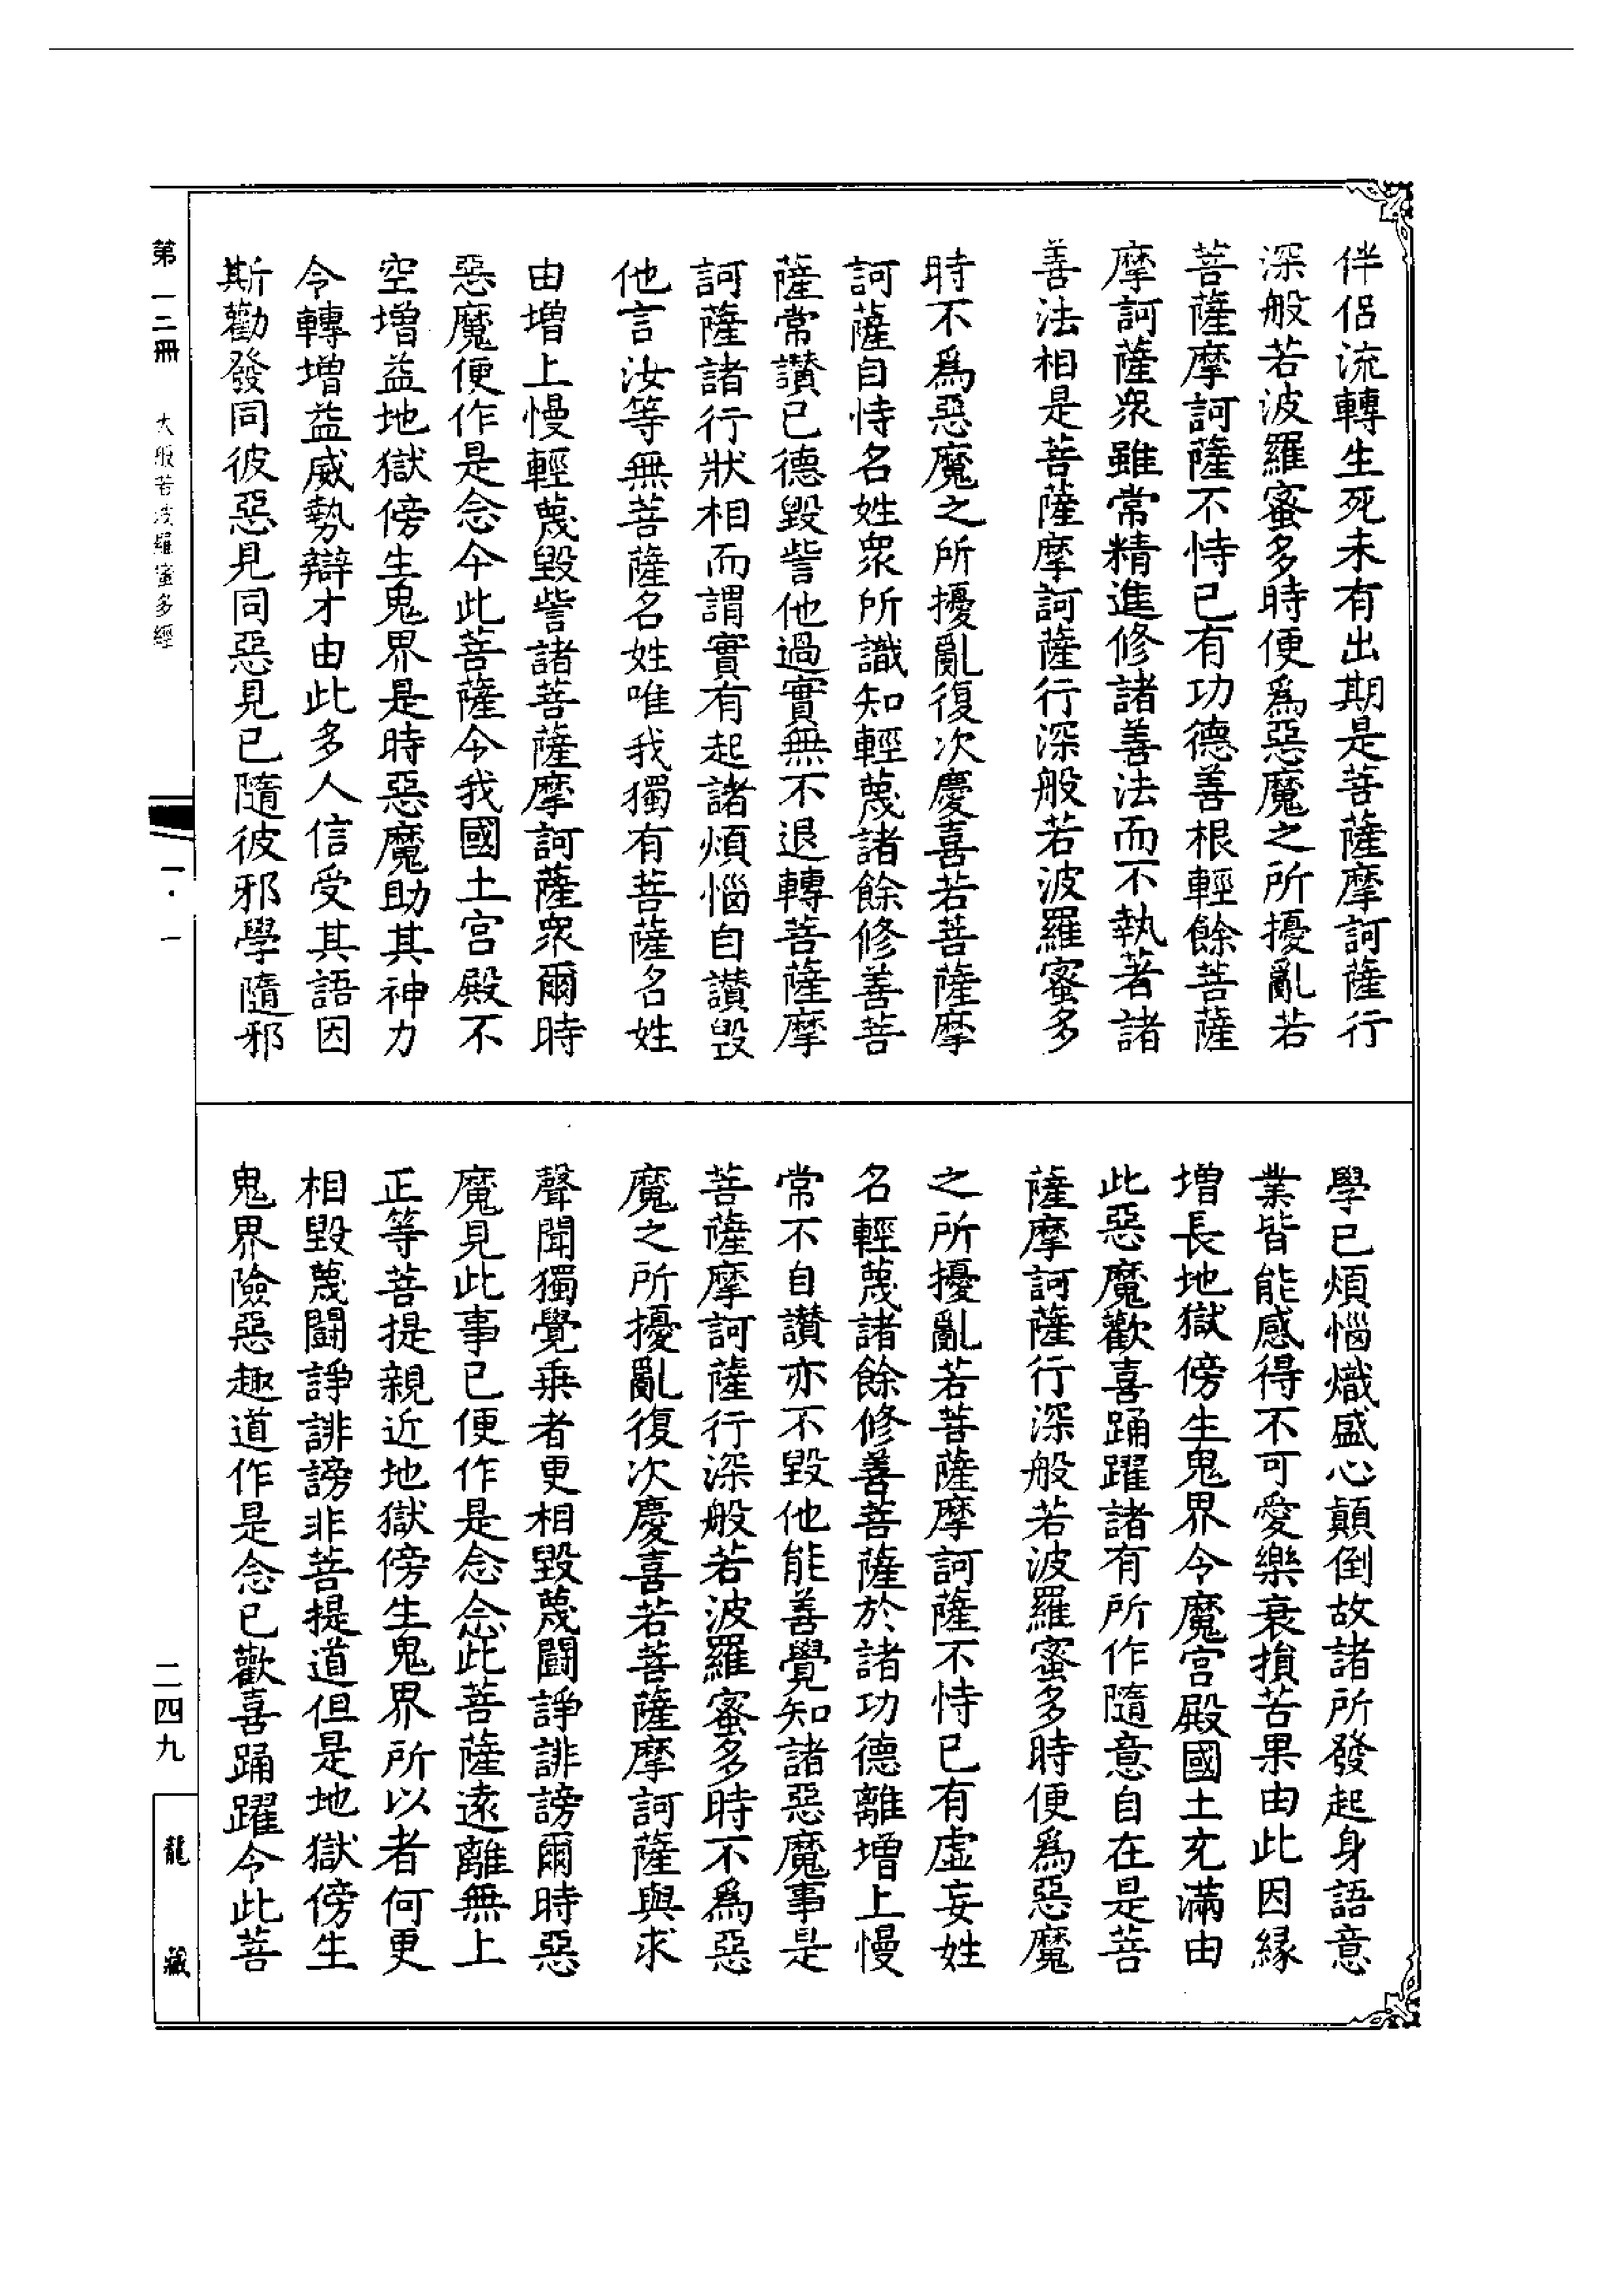 伴侶流轉生死未有出期是菩薩摩訶薩行
深般若波羅蜜多時便爲惡魔之所擾亂若
菩薩摩訶薩不恃已有功德善根輕餘菩薩
摩訶薩衆雖常精進修諸善法而不執著諸
善法相是菩薩摩訶薩行深般若波羅蜜多
時不爲惡魔之所擾亂復次慶喜若菩薩摩
訶薩自恃名姓衆所識知輕蔑諸餘修善菩
薩常讚已德毀訾他過實無不退轉菩薩摩
訶薩諸行狀相而謂實有起諸煩惱自讃毀
他言汝等無菩薩名姓唯我獨有菩薩名姓
由增上慢輕蔑毀訾諸菩薩摩訶薩衆爾時
惡魔便作是念今此菩薩令我國土宮殿不
空增益地獄傍生鬼界是時惡魔助其神力
令轉增益威勢辯才由此多人信受其語因
斯勸發同彼惡見同惡見已隨彼邪學隨邪
學已煩惱熾盛心顛倒故諸所發起身語意
業皆能感得不可愛樂衰損苦果由此因緣
增長地獄傍生鬼界令魔宮殿國土充滿由
此惡魔歡喜踊躍諸有所作隨意自在是菩
薩摩訶薩行深般若波羅蜜多時便爲惡魔
之所擾亂若菩薩摩訶薩不恃已有虛妄姓
名輕蔑諸餘修善菩薩於諸功德離增上慢
常不自讃亦不毀他能善覺知諸惡魔事是
菩薩摩訶薩行深般若波羅蜜多時不爲惡
魔之所擾亂復次慶喜若菩薩摩訶薩與求
聲聞獨覺乗者更相毀蔑鬪諍誹謗爾時惡
魔見此事已便作是念念此菩薩遠離無上
正等菩提親近地獄傍生鬼界所以者何更
相毀蔑鬪諍誹謗非菩提道但是地獄傍生
鬼界險惡趣道作是念已歡喜踊躍令此菩
第一二冊 大般若波羅蜜多經 一·一 二四九 龍藏